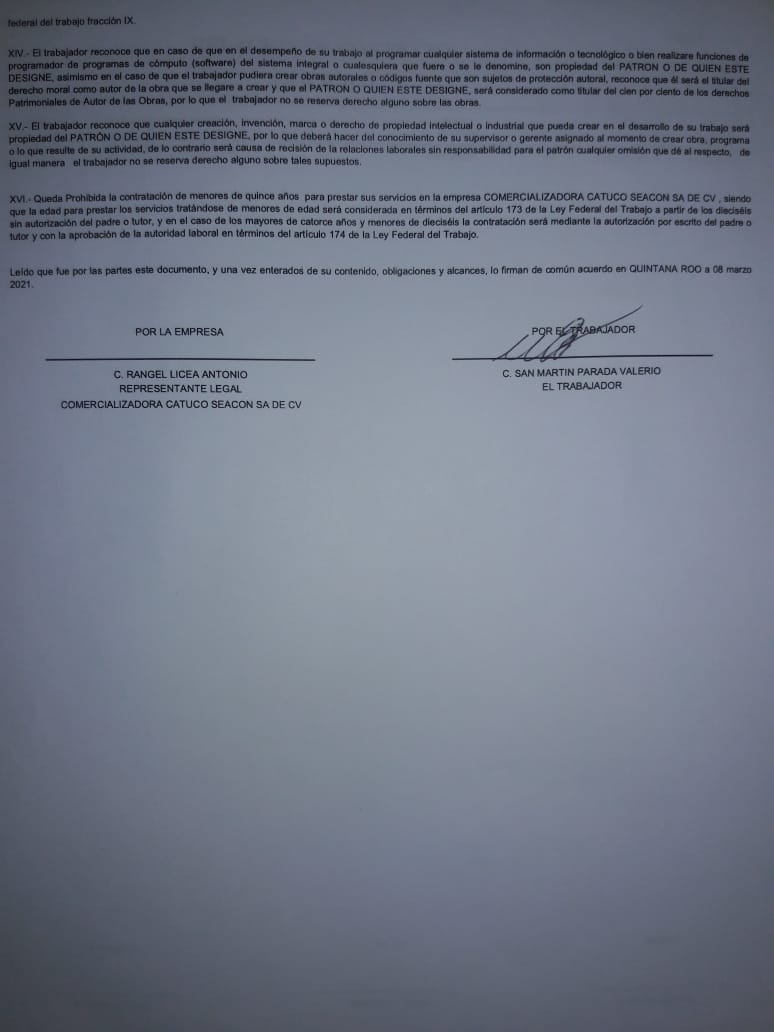 federal del trabajo fracción IX.
XIV.- El trabajador reconoce que en caso de que en el desempeño de su trabajo al programar cualquier sistema de información o tecnológico o bien realizare funciones de
programador de programas de cómputo (software) del sistema integral o cualesquiera que fuere o se le denomine, son propiedad del PATRON O DE QUIEN ESTE
DESIGNE, asimismo en el caso de que el trabajador pudiera crear obras autorales o códigos fuente que son sujetos de protección autoral, reconoce que él será el titular del
derecho moral como autor de la obra que se llegare a crear y que el PATRON O QUIEN ESTE DESIGNE, será considerado como titular del cien por ciento de los derechos
Patrimoniales de Autor de las Obras, por lo que el trabajador no se reserva derecho alguno sobre las obras.
XV.- El trabajador reconoce que cualquier creación, invención, marca o derecho de propiedad intelectual o industrial que pueda crear en el desarrollo de su trabajo será
propiedad del PATRÓN O DE QUIEN ESTE DESIGNE, por lo que deberá hacer del conocimiento de su supervisor o gerente asignado al momento de crear obra, programa
o lo que resulte de su actividad, de lo contrario será causa de recisión de la relaciones laborales sin responsabilidad para el patrón cualquier omisión que dé al respecto, de
igual manera el trabajador no se reserva derecho alguno sobre tales supuestos.
XVI.- Queda Prohibida la contratación de menores de quince años para prestar sus servicios en la empresa COMERCIALIZADORA CATUCO SEACON SA DE CV , siendo
que la edad para prestar los servicios tratándose de menores de edad será considerada en términos del artículo 173 de la Ley Federal del Trabajo a partir de los dieciséis
sin autorización del padre o tutor, y en el caso de los mayores de catorce años y menores de dieciséis la contratación será mediante la autorización por escrito del padre o
tutor y con la aprobación de la autoridad laboral en términos del artículo 174 de la Ley Federal del Trabajo.
Leído que fue por las partes este documento, y una vez enterados de su contenido, obligaciones y alcances, lo firman de común acuerdo en QUINTANA ROO a 08 marzo
2021.
POR LA EMPRESA
C. RANGEL LICEA ANTONIO
REPRESENTANTE LEGAL
COMERCIALIZADORA CATUCO SEACON SA DE CV
POR EL TRABAJADOR
C. SAN MARTIN PARADA VALERIO
EL TRABAJADOR